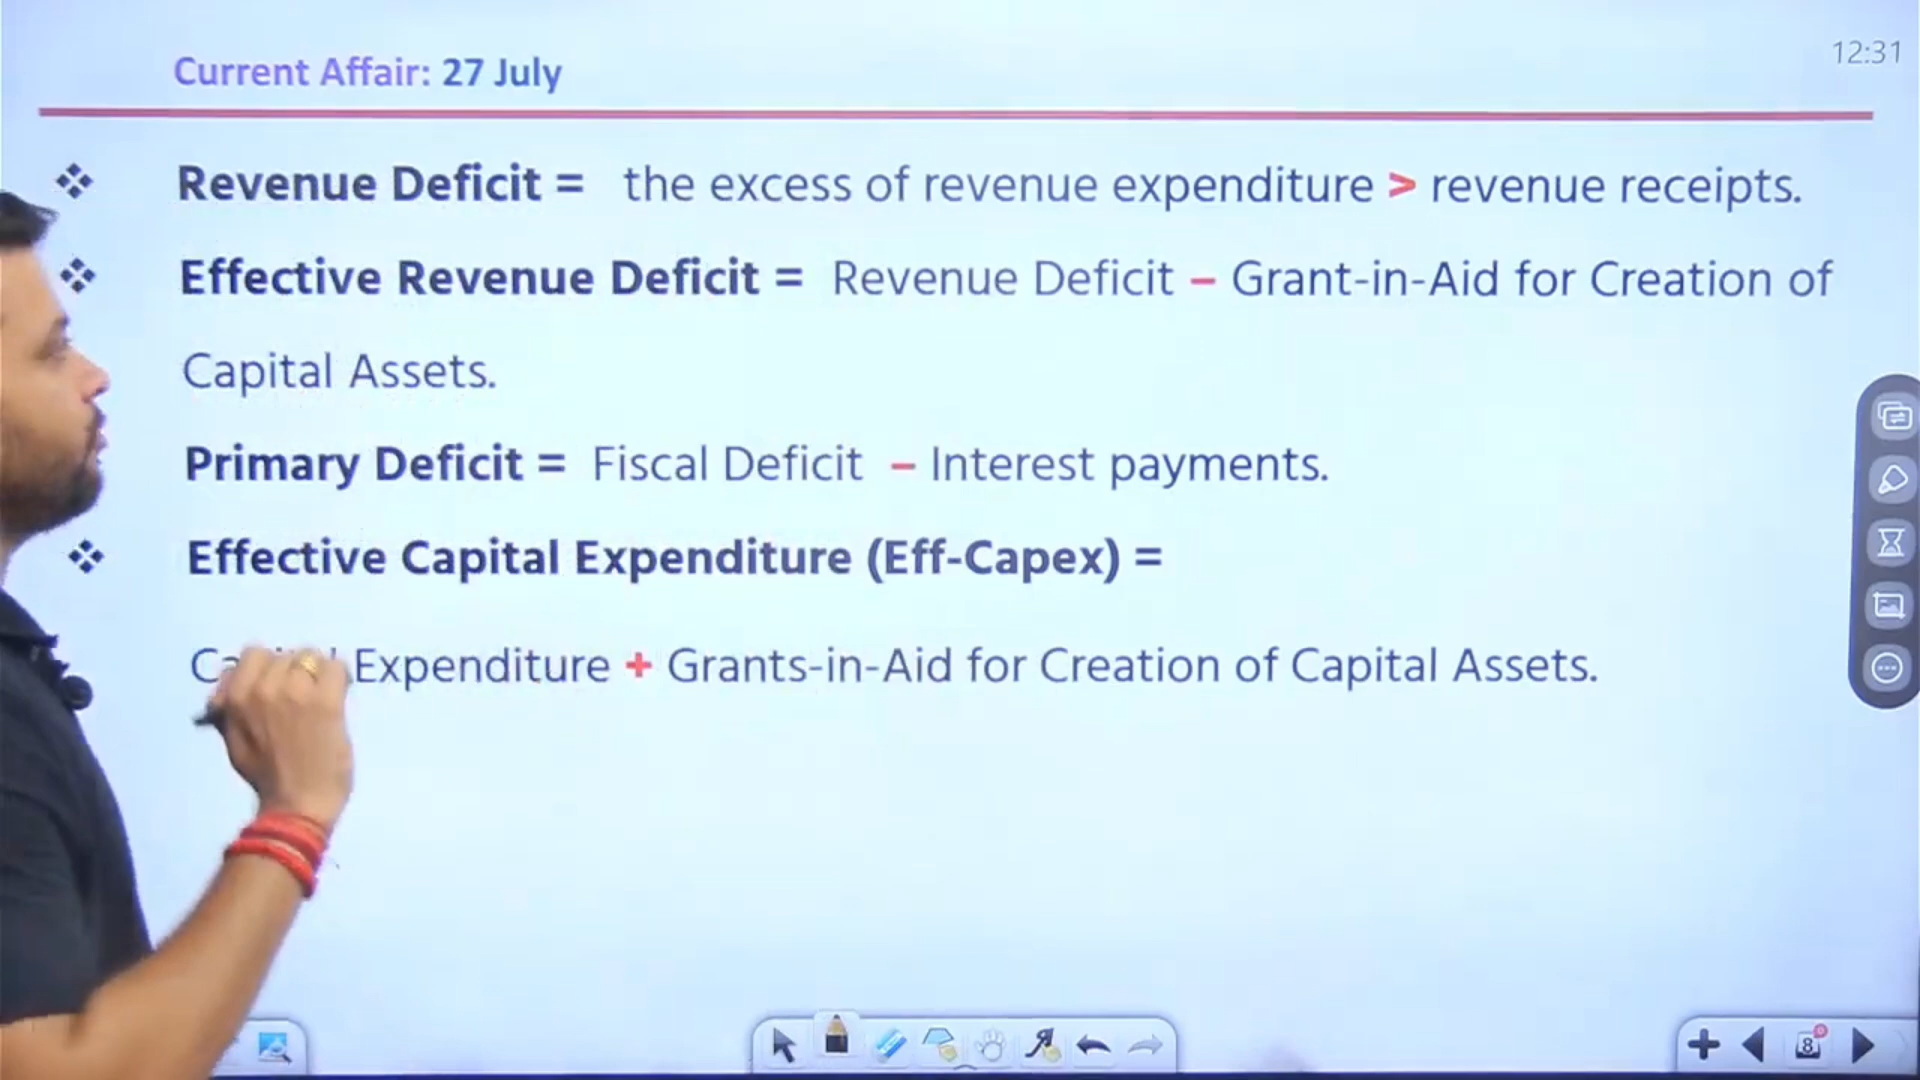 Current Affair: 27 July
12:31
Revenue Deficit = the excess of revenue expenditure > revenue receipts.
Effective Revenue Deficit = Revenue Deficit – Grant-in-Aid for Creation of
Capital Assets.
Primary Deficit = Fiscal Deficit – Interest payments.
Effective Capital Expenditure (Eff-Capex) =
Expenditure + Grants-in-Aid for Creation of Capital Assets.
8